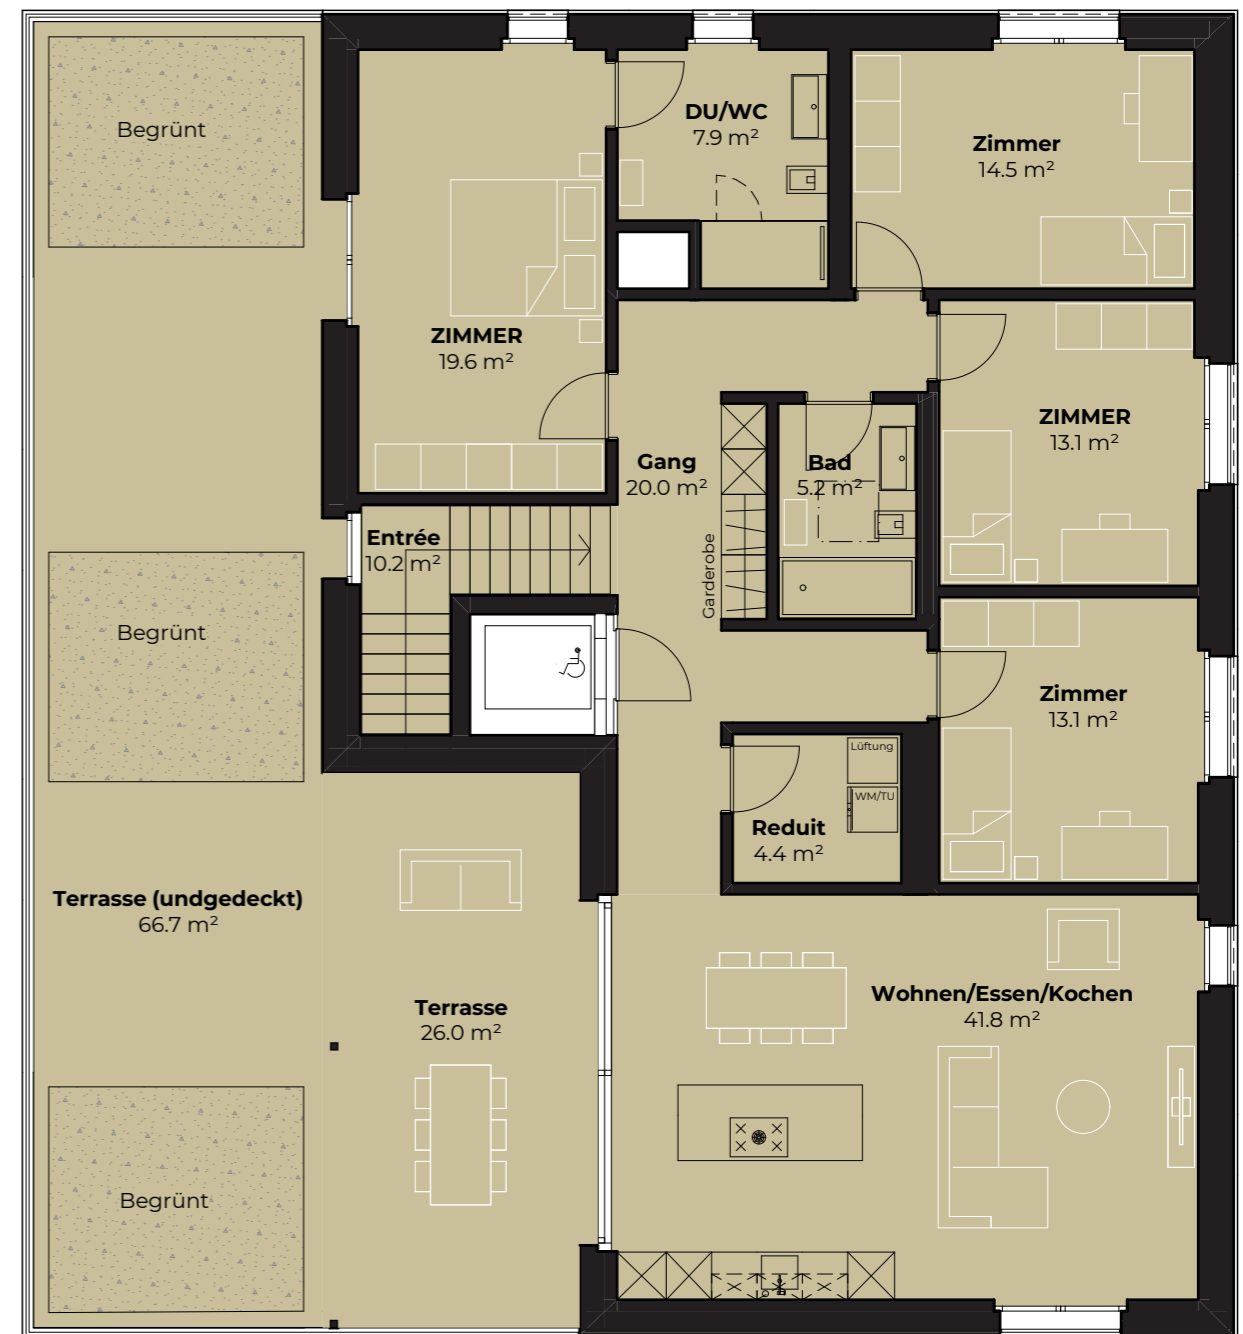 Begrünt
DU/WC
7.9 m²
Zimmer
14.5 m²
ZIMMER
19.6 m²
ZIMMER
13.1 m²
Gang
20.0 m²
Bad
5.2 m²
Entrée
10.2 m²
Garderobe
Begrünt
Zimmer
13.1 m²
Lüftung
WM/TU
Reduit
4.4 m²
Terrasse (undgedeckt)
66.7 m²
Terrasse
26.0 m²
Wohnen/Essen/Kochen
41.8 m²
Begrünt